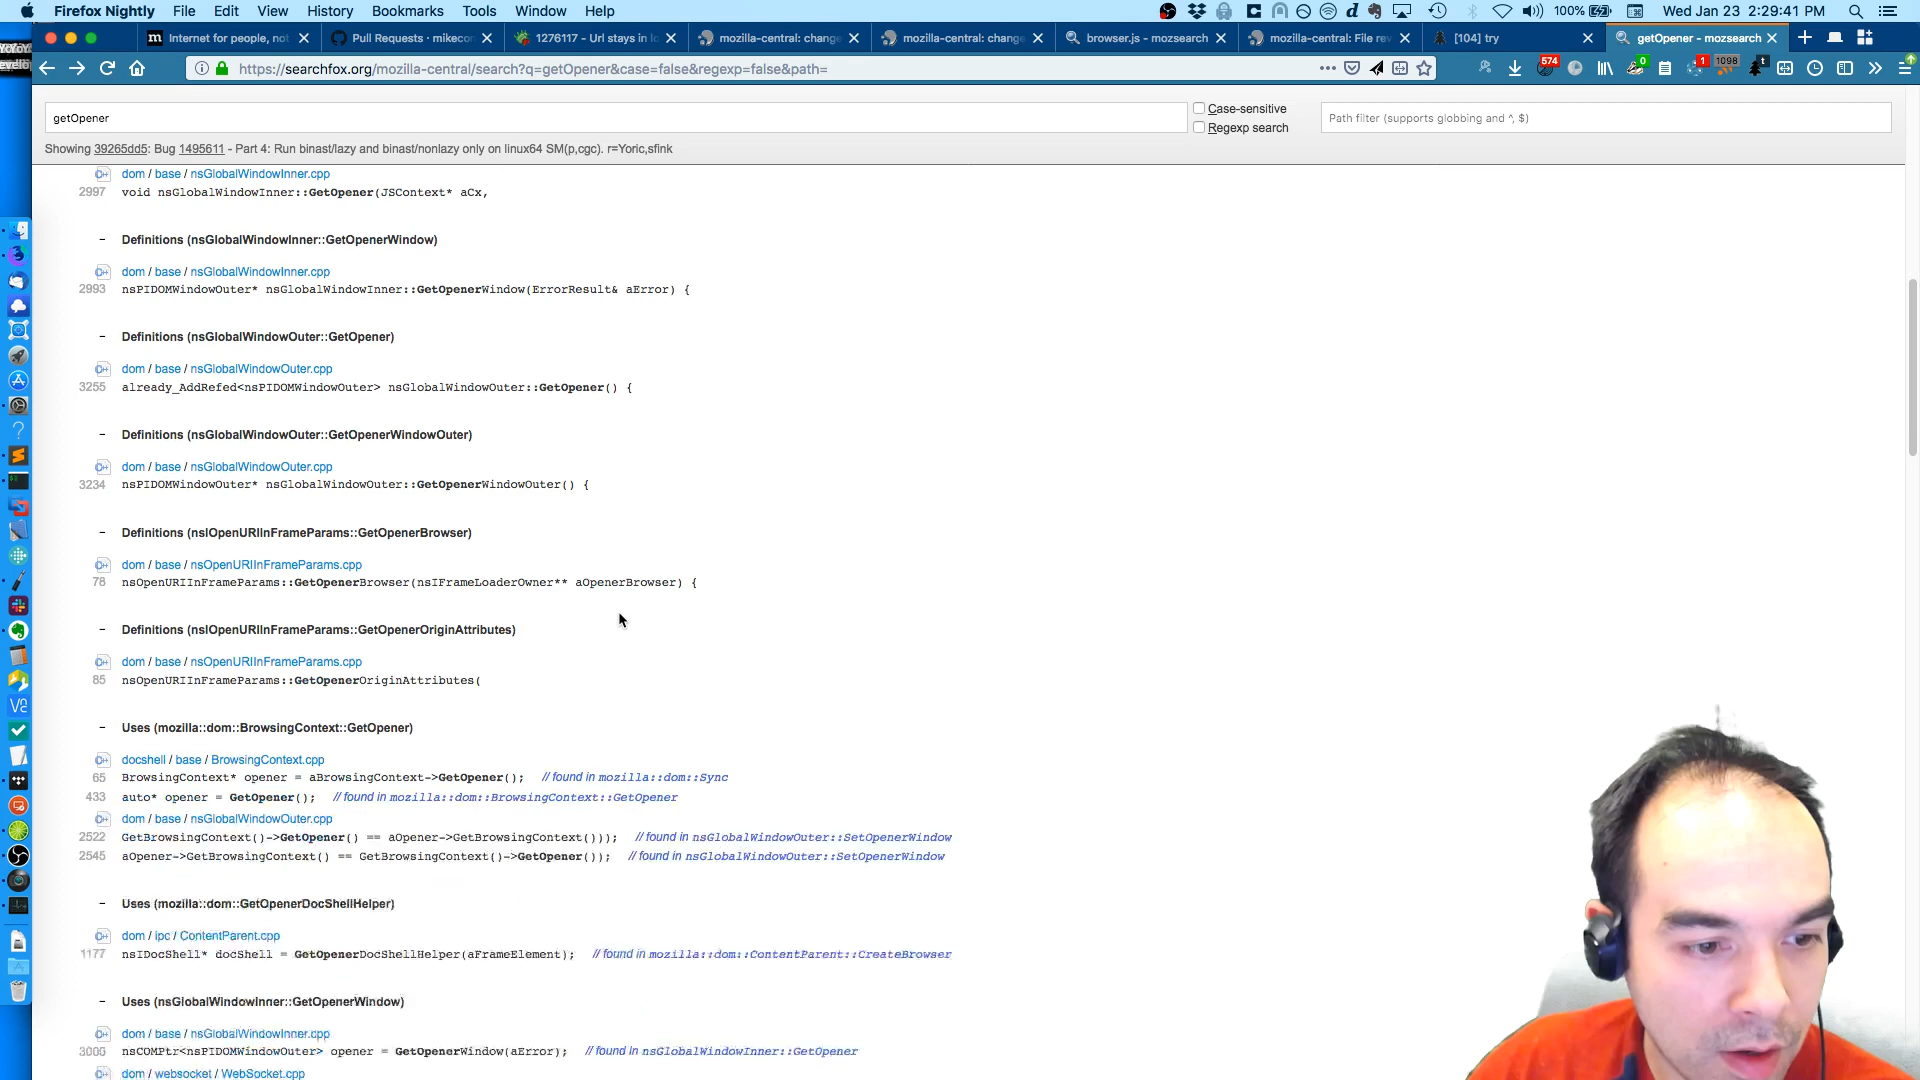 Firefox Nightly File Edit View History Bookmarks Tools Window Help 100% Wed Jan 23 2:29:41 PM
Internet for people, not Pull Requests · mikecon 1276117 - Url stays in lo mozilla-central: change mozilla-central: change browser.js - mozsearch mozilla-central: File rev [104] try getOpener - mozsearch
https://searchfox.org/mozilla-central/search?q=getOpener&case=false&regexp=false&path= 574 0 1 1098 t
getOpener
Case-sensitive
Regexp search
Path filter (supports globbing and ^, $)
Showing 39265dd5: Bug 1495611 - Part 4: Run binast/lazy and binast/nonlazy only on linux64 SM(p,cgc). r=Yoric,sfink
dom / base / nsGlobalWindowInner.cpp
2997 void nsGlobalWindowInner::GetOpener(JSContext* aCx,
– Definitions (nsGlobalWindowInner::GetOpenerWindow)
dom / base / nsGlobalWindowInner.cpp
2993 nsPIDOMWindowOuter* nsGlobalWindowInner::GetOpenerWindow(ErrorResult& aError) {
– Definitions (nsGlobalWindowOuter::GetOpener)
dom / base / nsGlobalWindowOuter.cpp
3255 already_AddRefed<nsPIDOMWindowOuter> nsGlobalWindowOuter::GetOpener() {
– Definitions (nsGlobalWindowOuter::GetOpenerWindowOuter)
dom / base / nsGlobalWindowOuter.cpp
3234 nsPIDOMWindowOuter* nsGlobalWindowOuter::GetOpenerWindowOuter() {
– Definitions (nsIOpenURIInFrameParams::GetOpenerBrowser)
dom / base / nsOpenURIInFrameParams.cpp
78 nsOpenURIInFrameParams::GetOpenerBrowser(nsIFrameLoaderOwner** aOpenerBrowser) {
– Definitions (nsIOpenURIInFrameParams::GetOpenerOriginAttributes)
dom / base / nsOpenURIInFrameParams.cpp
85 nsOpenURIInFrameParams::GetOpenerOriginAttributes(
– Uses (mozilla::dom::BrowsingContext::GetOpener)
docshell / base / BrowsingContext.cpp
65 BrowsingContext* opener = aBrowsingContext->GetOpener(); // found in mozilla::dom::Sync
433 auto* opener = GetOpener(); // found in mozilla::dom::BrowsingContext::GetOpener
dom / base / nsGlobalWindowOuter.cpp
2522 GetBrowsingContext()->GetOpener() == aOpener->GetBrowsingContext())); // found in nsGlobalWindowOuter::SetOpenerWindow
2545 aOpener->GetBrowsingContext() == GetBrowsingContext()->GetOpener()); // found in nsGlobalWindowOuter::SetOpenerWindow
– Uses (mozilla::dom::GetOpenerDocShellHelper)
dom / ipc / ContentParent.cpp
1177 nsIDocShell* docShell = GetOpenerDocShellHelper(aFrameElement); // found in mozilla::dom::ContentParent::CreateBrowser
– Uses (nsGlobalWindowInner::GetOpenerWindow)
dom / base / nsGlobalWindowInner.cpp
3005 nsCOMPtr<nsPIDOMWindowOuter> opener = GetOpenerWindow(aError); // found in nsGlobalWindowInner::GetOpener
dom / websocket / WebSocket.cpp